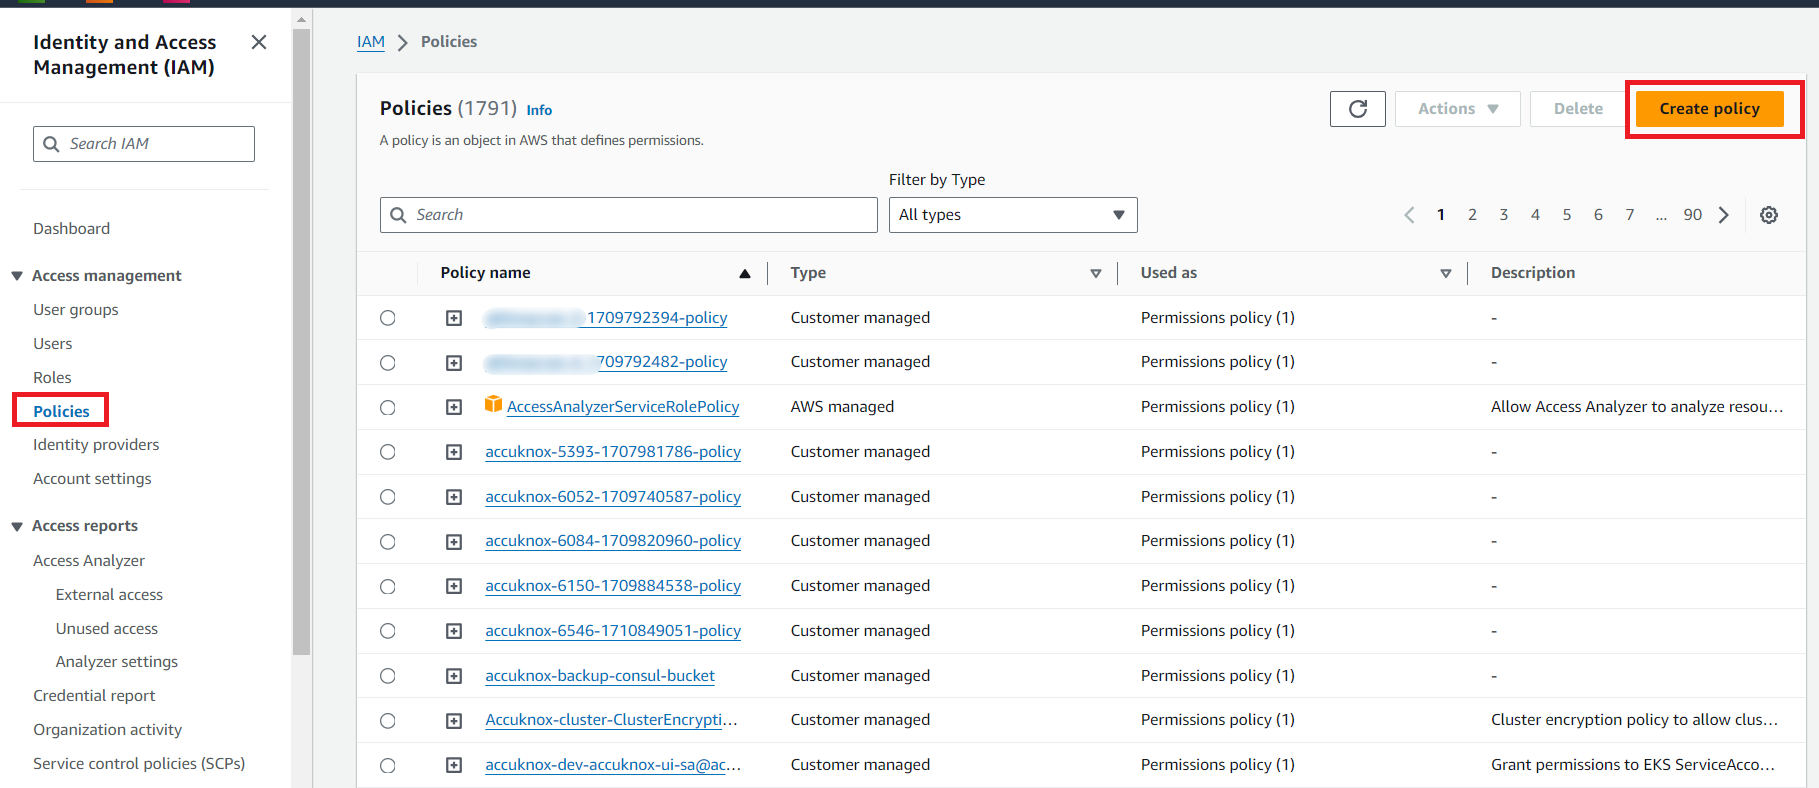 Identity and Access
Management (IAM)
Search IAM
Dashboard
Access management
User groups
Users
Roles
Policies
Identity providers
Account settings
Access reports
Access Analyzer
External access
Unused access
Analyzer settings
Credential report
Organization activity
Service control policies (SCPs)
IAM > Policies
Policies (1791) Info
A policy is an object in AWS that defines permissions.
Actions Delete Create policy
Filter by Type
Search All types 1 2 3 4 5 6 7 ... 90
Policy name Type Used as Description
1709792394-policy Customer managed Permissions policy (1) -
709792482-policy Customer managed Permissions policy (1) -
AccessAnalyzerServiceRolePolicy AWS managed Permissions policy (1) Allow Access Analyzer to analyze resou...
accuknox-5393-1707981786-policy Customer managed Permissions policy (1) -
accuknox-6052-1709740587-policy Customer managed Permissions policy (1) -
accuknox-6084-1709820960-policy Customer managed Permissions policy (1) -
accuknox-6150-1709884538-policy Customer managed Permissions policy (1) -
accuknox-6546-1710849051-policy Customer managed Permissions policy (1) -
accuknox-backup-consul-bucket Customer managed Permissions policy (1) -
Accuknox-cluster-ClusterEncrypti... Customer managed Permissions policy (1) Cluster encryption policy to allow clus...
accuknox-dev-accuknox-ui-sa@ac... Customer managed Permissions policy (1) Grant permissions to EKS ServiceAcco...